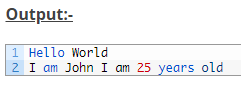 Output:-
1 Hello World
2 I am John I am 25 years old